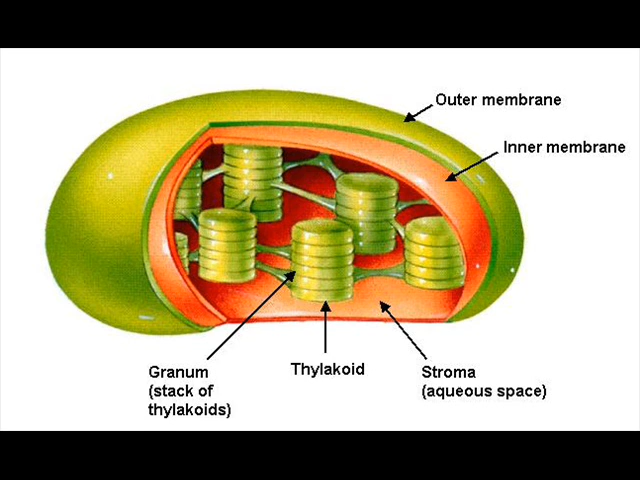 Outer membrane
Inner membrane
Granum
(stack of
thylakoids)
Thylakoid
Stroma
(aqueous space)